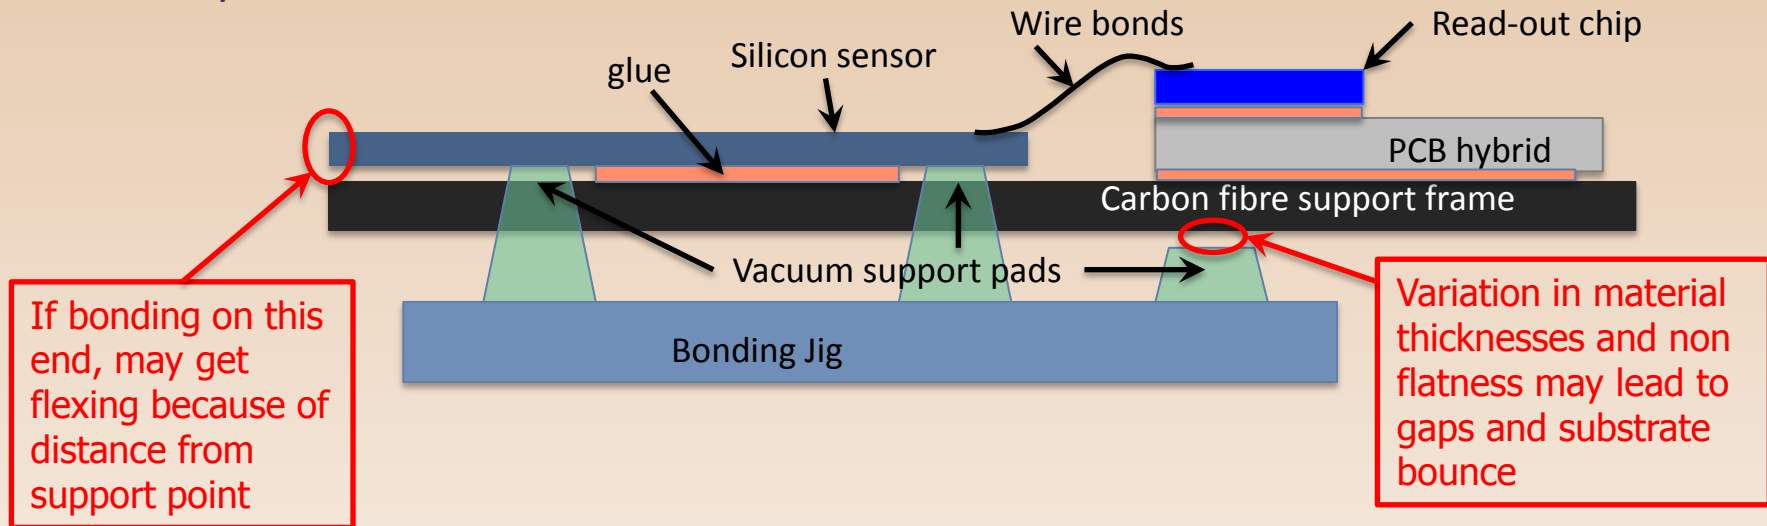 Wire bonds
Read-out chip
Silicon sensor
glue
PCB hybrid
Carbon fibre support frame
Vacuum support pads
Bonding Jig
If bonding on this
end, may get
flexing because of
distance from
support point
Variation in material
thicknesses and non
flatness may lead to
gaps and substrate
bounce